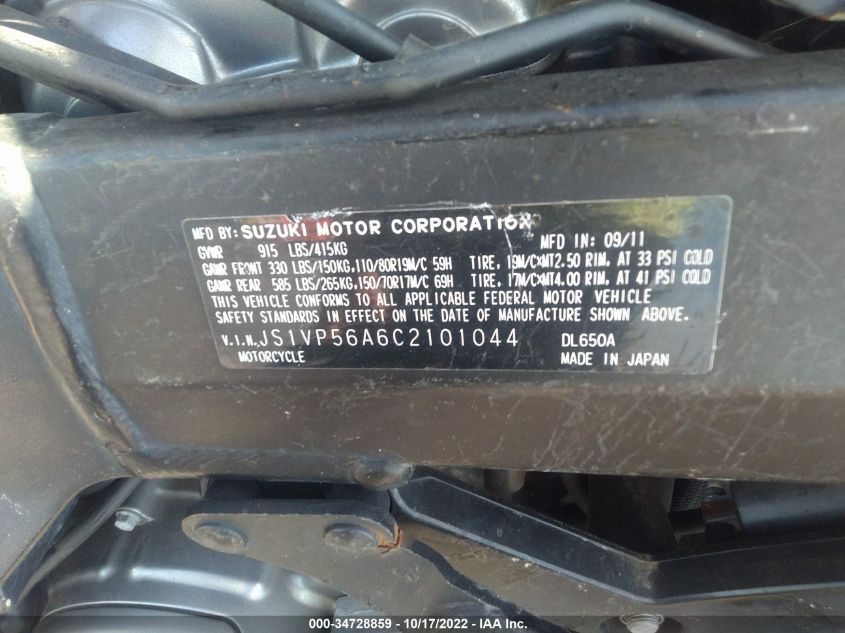 MFD BY: SUZUKI MOTOR CORPORATION MFD IN: 09/11
GVWR 915 LBS/415KG
GAWR FRONT 330 LBS/150KG,110/80R19M/C 59H TIRE, 19M/CXMT2.50 RIM, AT 33 PSI COLD
GAWR REAR 585 LBS/265KG,150/70R17M/C 69H TIRE, 17M/CXMT4.00 RIM, AT 41 PSI COLD
THIS VEHICLE CONFORMS TO ALL APPLICABLE FEDERAL MOTOR VEHICLE
SAFETY STANDARDS IN EFFECT ON THE DATE OF MANUFACTURE SHOWN ABOVE.
V.I.N. JS1VP56A6C2101044 DL650A
MOTORCYCLE MADE IN JAPAN
000-34728859 - 10/17/2022 - IAA Inc.